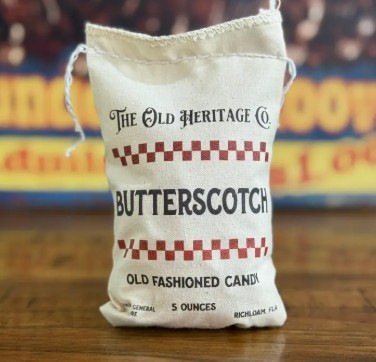 The Old Heritage Co.
BUTTERSCOTCH
OLD FASHIONED CANDY
GENERAL
5 OUNCES
RICHLOAM, FLA